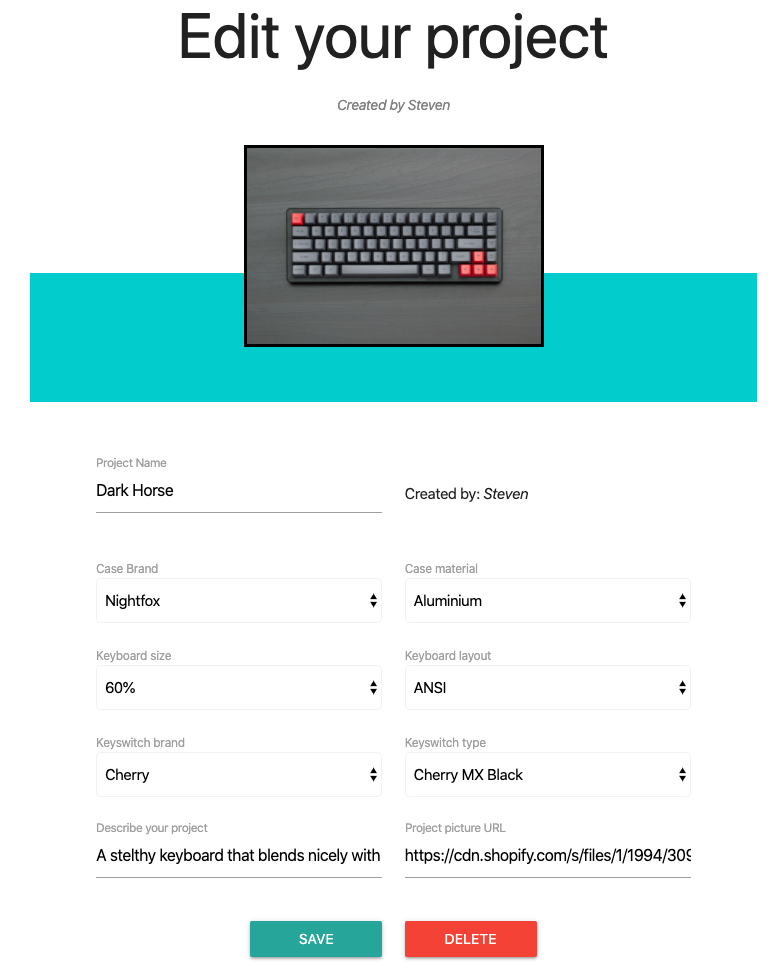 Edit your project
Created by Steven
Project Name
Dark Horse
Created by: Steven
Case Brand
Case material
Nightfox
Aluminium
Keyboard size
Keyboard layout
60%
ANSI
Keyswitch brand
Keyswitch type
Cherry
Cherry MX Black
Describe your project
Project picture URL
A stelthy keyboard that blends nicely with
https://cdn.shopify.com/s/files/1/1994/309
SAVE
DELETE